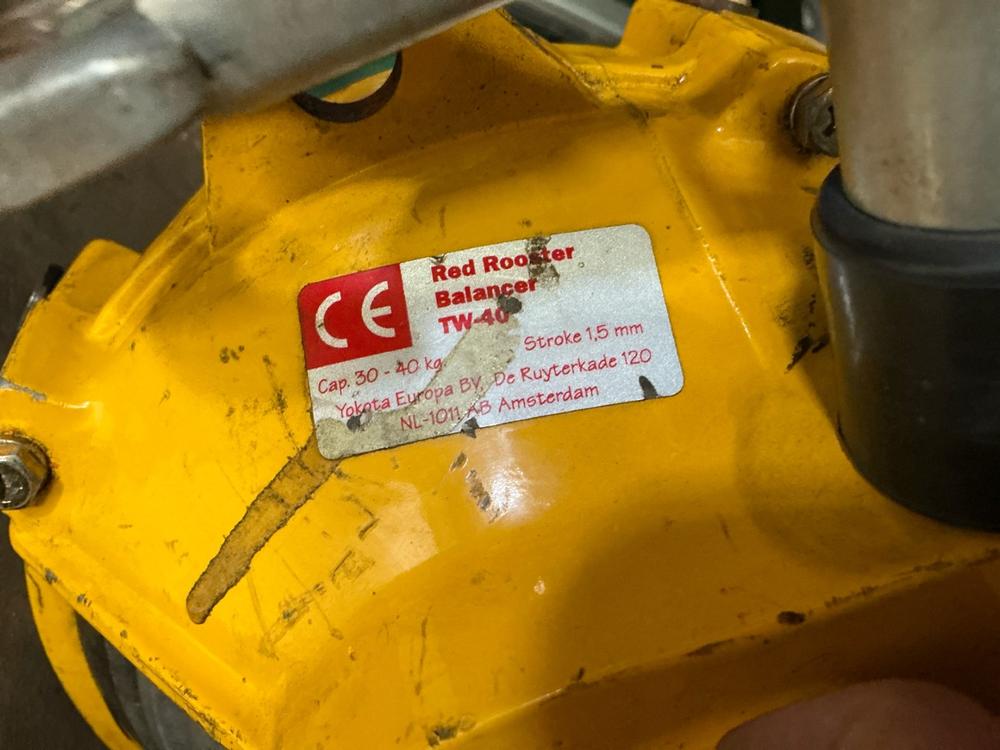 CE
Red Rooster
Balancer
TW-40
Cap. 30 - 40 kg.
Stroke 1,5 mm
Yokota Europa BV, De Ruyterkade 120
NL-1011 AB Amsterdam